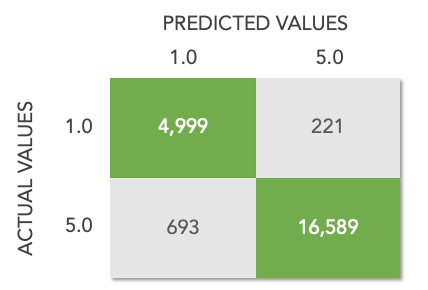 PREDICTED VALUES
1.0 5.0
ACTUAL VALUES
1.0 4,999 221
5.0 693 16,589